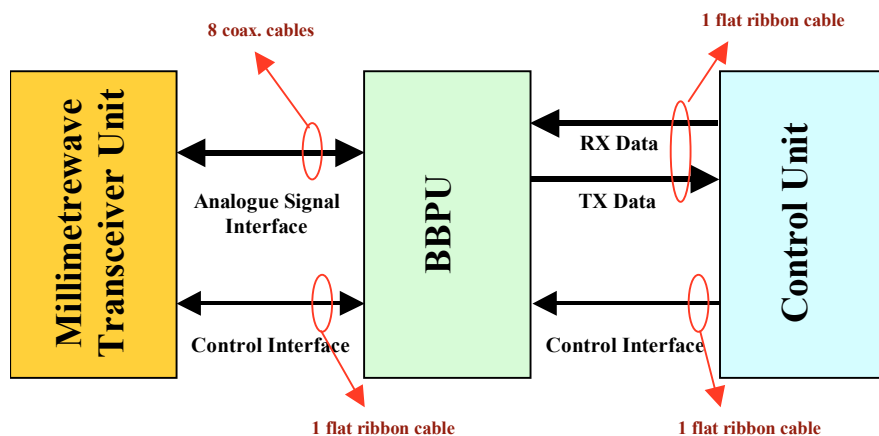 1 flat ribbon cable
8 coax. cables
Millimetrewave
Transceiver Unit
Analogue Signal
Interface
Control Interface
BBPU
RX Data
TX Data
Control Interface
Control Unit
1 flat ribbon cable
1 flat ribbon cable